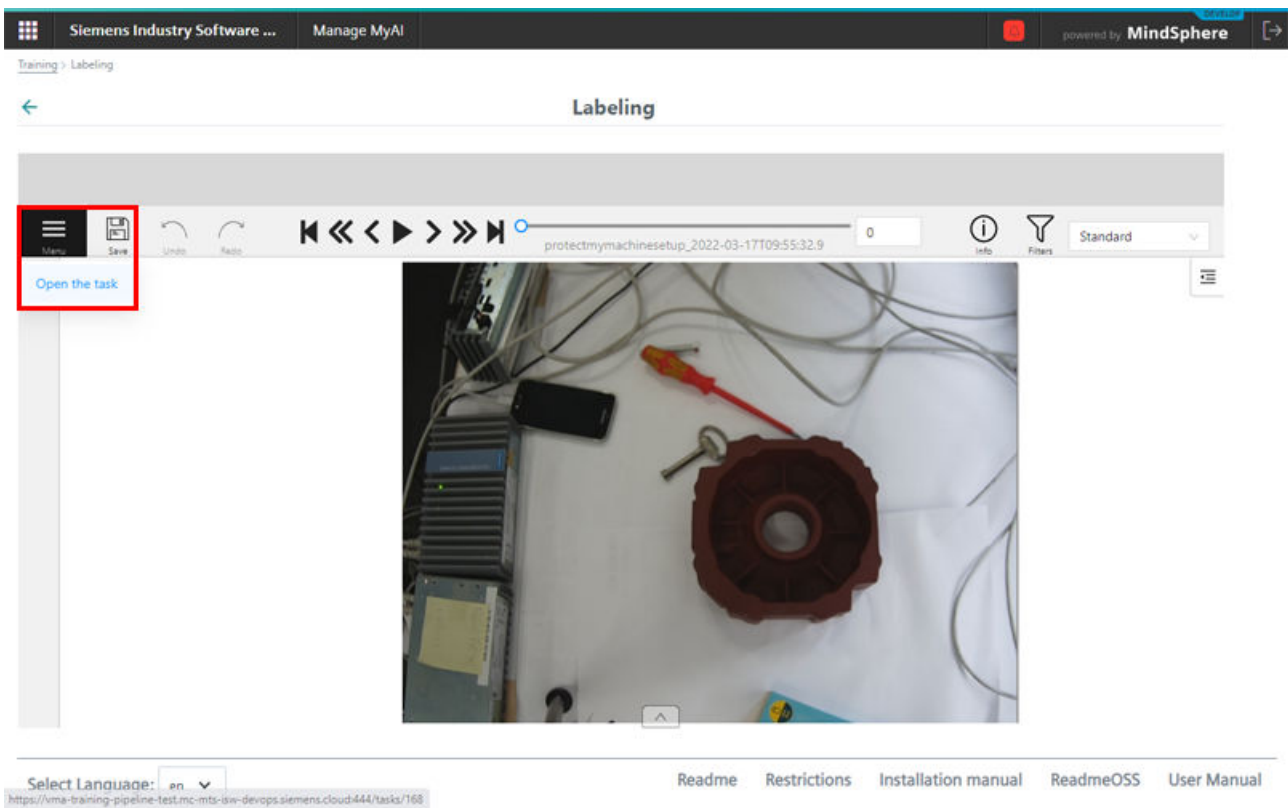 DEVELOP
Siemens Industry Software ... Manage MyAI powered by MindSphere
Training > Labeling
Labeling
Menu Save Undo Redo protectmymachinesetup_2022-03-17T09:55:32.9 0 Info Filters Standard
Open the task
Select Language: en Readme Restrictions Installation manual ReadmeOSS User Manual
https://vma-training-pipeline-test.mc-mts-isw-devops.siemens.cloud:444/tasks/168